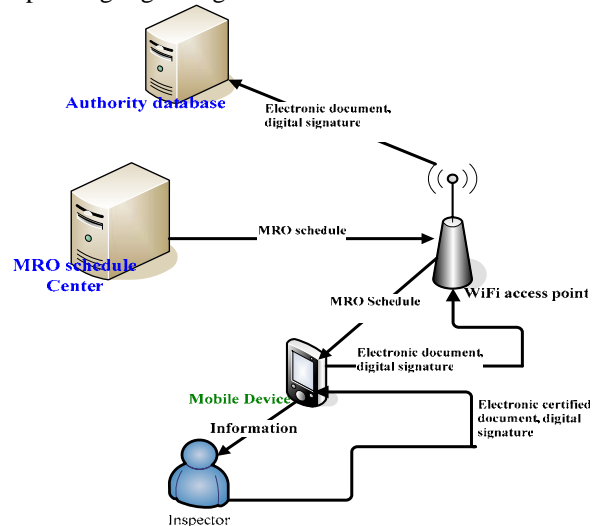 Authority database
Electronic document,
digital signature
MRO schedule
MRO schedule
Center
WiFi access point
MRO Schedule
Electronic document,
digital signature
Mobile Device
Electronic certified
document, digital
signature
Information
Inspector